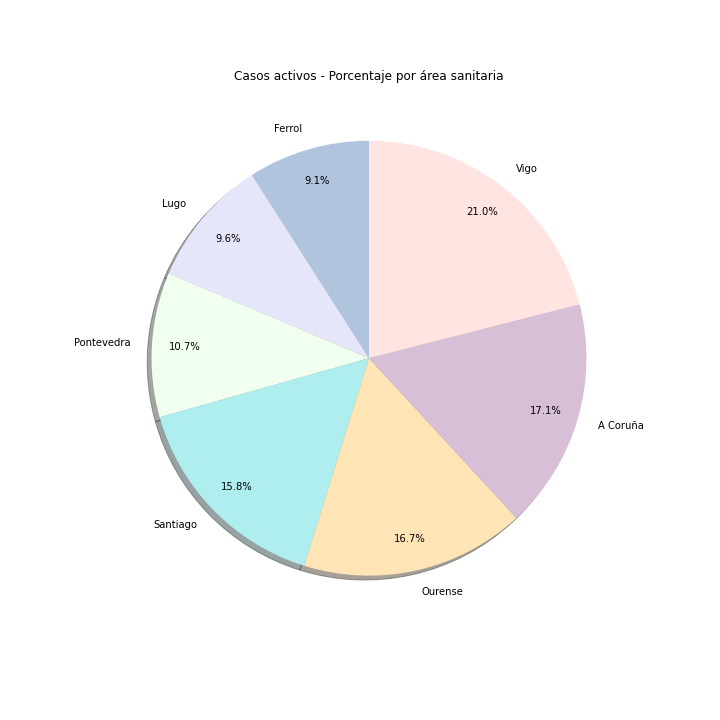 Casos activos - Porcentaje por área sanitaria
Ferrol
9.1%
Vigo
21.0%
Lugo
9.6%
Pontevedra
10.7%
A Coruña
17.1%
Santiago
15.8%
Ourense
16.7%